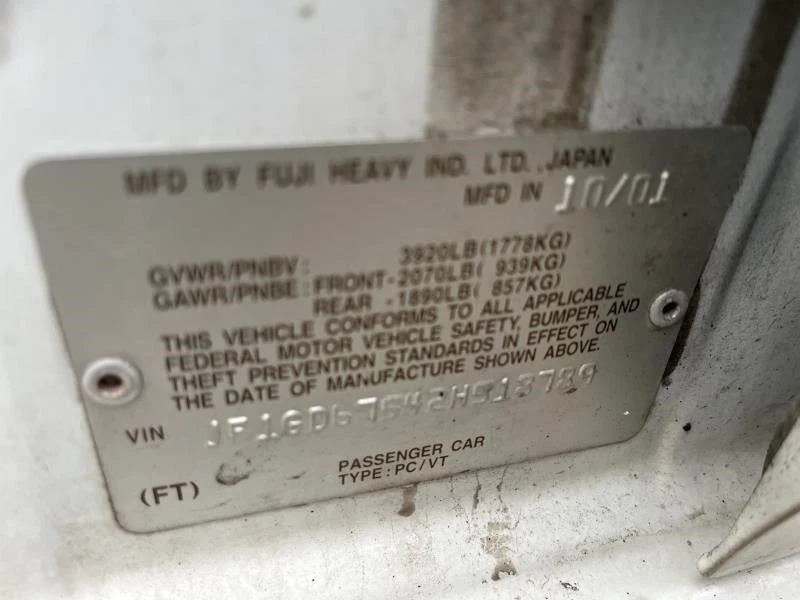 MFD BY FUJI HEAVY IND. LTD., JAPAN
MFD IN 10/01
GVWR/PNBV: 3920LB(1778KG)
GAWR/PNBE: FRONT-2070LB( 939KG)
REAR -1890LB( 857KG)
THIS VEHICLE CONFORMS TO ALL APPLICABLE
FEDERAL MOTOR VEHICLE SAFETY, BUMPER, AND
THEFT PREVENTION STANDARDS IN EFFECT ON
THE DATE OF MANUFACTURE SHOWN ABOVE.
VIN JF1GD67542H518789
PASSENGER CAR
TYPE: PC/VT
(FT)